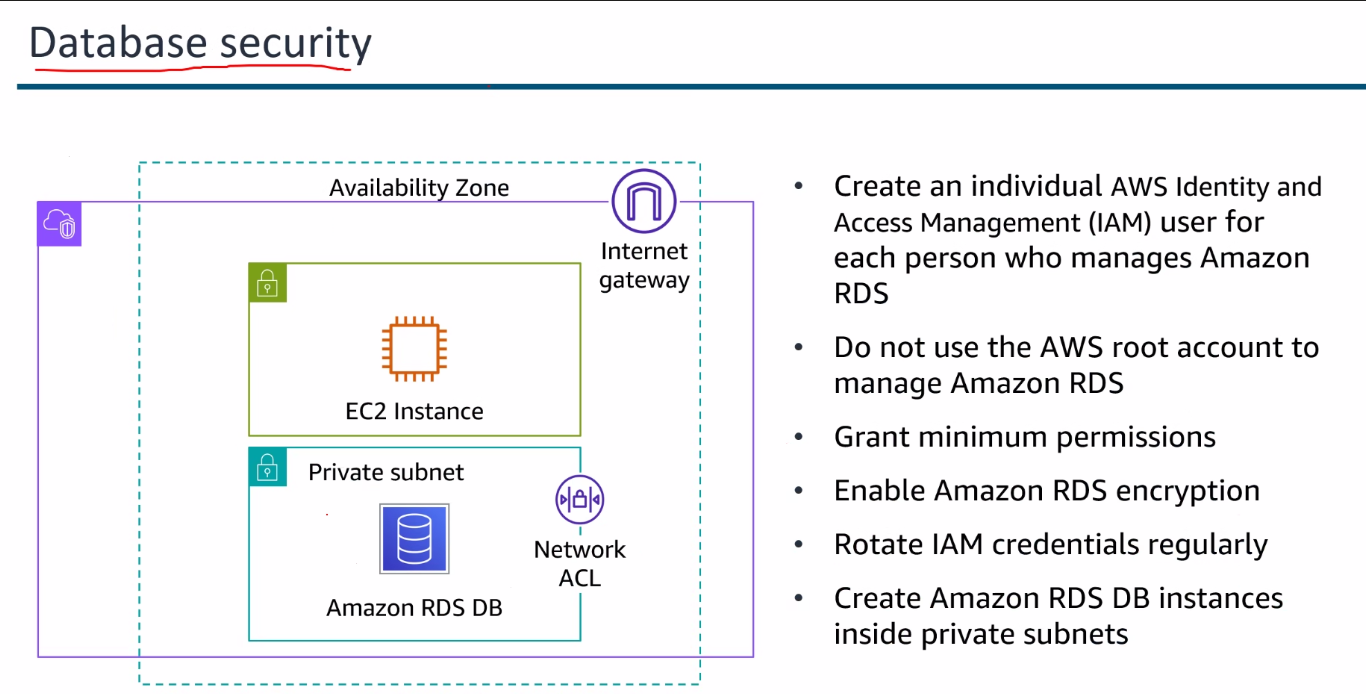 Database security
Availability Zone
Internet
gateway
EC2 Instance
Private subnet
Network
ACL
Amazon RDS DB
• Create an individual AWS Identity and
Access Management (IAM) user for
each person who manages Amazon
RDS
• Do not use the AWS root account to
manage Amazon RDS
• Grant minimum permissions
• Enable Amazon RDS encryption
• Rotate IAM credentials regularly
• Create Amazon RDS DB instances
inside private subnets